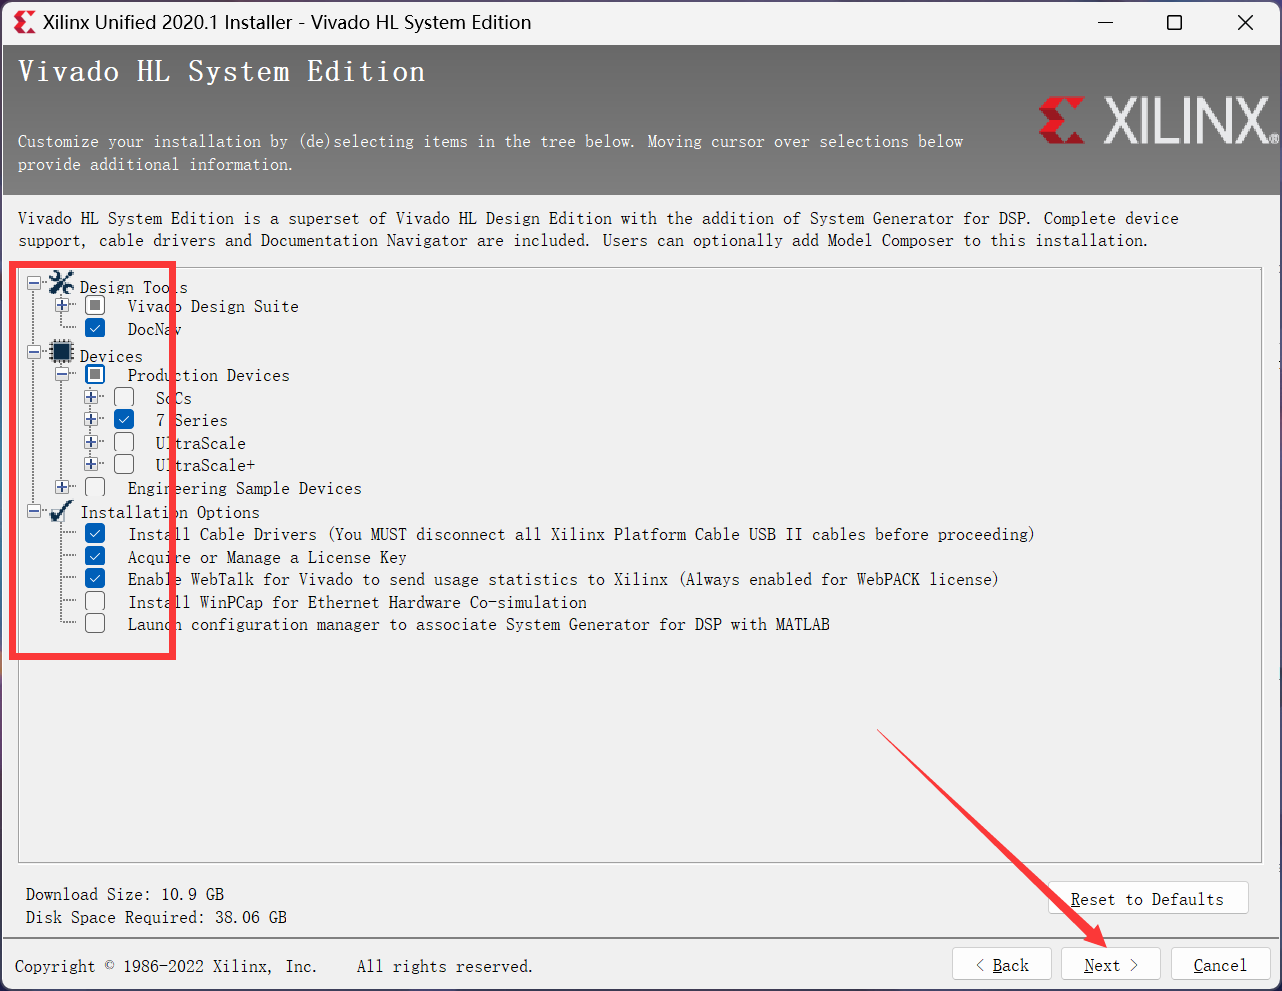 Xilinx Unified 2020.1 Installer - Vivado HL System Edition
Vivado HL System Edition
Customize your installation by (de)selecting items in the tree below. Moving cursor over selections below
provide additional information.
XILINX®
Vivado HL System Edition is a superset of Vivado HL Design Edition with the addition of System Generator for DSP. Complete device
support, cable drivers and Documentation Navigator are included. Users can optionally add Model Composer to this installation.
Design Tools
Vivado Design Suite
DocNav
Devices
Production Devices
SoCs
7 Series
UltraScale
UltraScale+
Engineering Sample Devices
Installation Options
Install Cable Drivers (You MUST disconnect all Xilinx Platform Cable USB II cables before proceeding)
Acquire or Manage a License Key
Enable WebTalk for Vivado to send usage statistics to Xilinx (Always enabled for WebPACK license)
Install WinPCap for Ethernet Hardware Co-simulation
Launch configuration manager to associate System Generator for DSP with MATLAB
Download Size: 10.9 GB
Disk Space Required: 38.06 GB
Reset to Defaults
Copyright © 1986-2022 Xilinx, Inc. All rights reserved.
< Back
Next >
Cancel